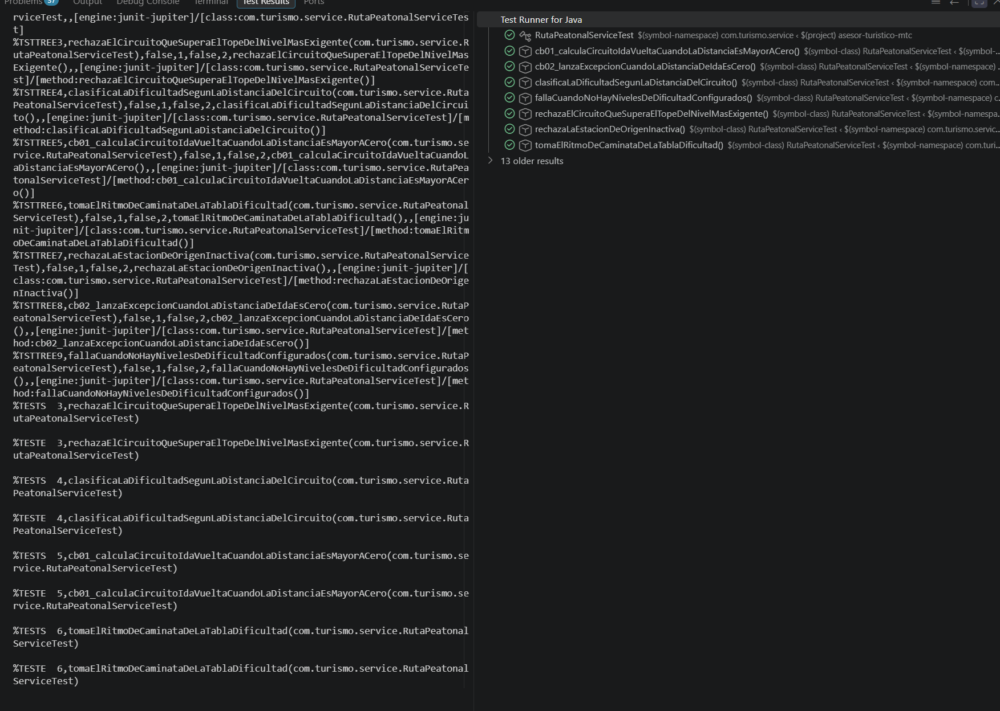 Problems 57 Output Debug Console Terminal Test Results Ports
rviceTest,,[engine:junit-jupiter]/[class:com.turismo.service.RutaPeatonalServiceTes
t]
%TSTTREE3,rechazaElCircuitoQueSuperaElTopeDelNivelMasExigente(com.turismo.service.R
utaPeatonalServiceTest),false,1,false,2,rechazaElCircuitoQueSuperaElTopeDelNivelMas
Exigente(),,[engine:junit-jupiter]/[class:com.turismo.service.RutaPeatonalServiceTe
st]/[method:rechazaElCircuitoQueSuperaElTopeDelNivelMasExigente()]
%TSTTREE4,clasificaLaDificultadSegunLaDistanciaDelCircuito(com.turismo.service.Ruta
PeatonalServiceTest),false,1,false,2,clasificaLaDificultadSegunLaDistanciaDelCircui
to(),,[engine:junit-jupiter]/[class:com.turismo.service.RutaPeatonalServiceTest]/[m
ethod:clasificaLaDificultadSegunLaDistanciaDelCircuito()]
%TSTTREE5,cb01_calculaCircuitoIdaVueltaCuandoLaDistanciaEsMayorACero(com.turismo.se
rvice.RutaPeatonalServiceTest),false,1,false,2,cb01_calculaCircuitoIdaVueltaCuandoL
aDistanciaEsMayorACero(),,[engine:junit-jupiter]/[class:com.turismo.service.RutaPea
tonalServiceTest]/[method:cb01_calculaCircuitoIdaVueltaCuandoLaDistanciaEsMayorACer
o()]
%TSTTREE6,tomaElRitmoDeCaminataDeLaTablaDificultad(com.turismo.service.RutaPeatonal
ServiceTest),false,1,false,2,tomaElRitmoDeCaminataDeLaTablaDificultad(),,[engine:ju
nit-jupiter]/[class:com.turismo.service.RutaPeatonalServiceTest]/[method:tomaElRitm
oDeCaminataDeLaTablaDificultad()]
%TSTTREE7,rechazaLaEstacionDeOrigenInactiva(com.turismo.service.RutaPeatonalService
Test),false,1,false,2,rechazaLaEstacionDeOrigenInactiva(),,[engine:junit-jupiter]/[
class:com.turismo.service.RutaPeatonalServiceTest]/[method:rechazaLaEstacionDeOrige
nInactiva()]
%TSTTREE8,cb02_lanzaExcepcionCuandoLaDistanciaDeIdaEsCero(com.turismo.service.RutaP
eatonalServiceTest),false,1,false,2,cb02_lanzaExcepcionCuandoLaDistanciaDeIdaEsCero
(),,[engine:junit-jupiter]/[class:com.turismo.service.RutaPeatonalServiceTest]/[met
hod:cb02_lanzaExcepcionCuandoLaDistanciaDeIdaEsCero()]
%TSTTREE9,fallaCuandoNoHayNivelesDeDificultadConfigurados(com.turismo.service.RutaP
eatonalServiceTest),false,1,false,2,fallaCuandoNoHayNivelesDeDificultadConfigurados
(),,[engine:junit-jupiter]/[class:com.turismo.service.RutaPeatonalServiceTest]/[met
hod:fallaCuandoNoHayNivelesDeDificultadConfigurados()]
%TESTS  3,rechazaElCircuitoQueSuperaElTopeDelNivelMasExigente(com.turismo.service.R
utaPeatonalServiceTest)
%TESTE  3,rechazaElCircuitoQueSuperaElTopeDelNivelMasExigente(com.turismo.service.R
utaPeatonalServiceTest)
%TESTS  4,clasificaLaDificultadSegunLaDistanciaDelCircuito(com.turismo.service.Ruta
PeatonalServiceTest)
%TESTE  4,clasificaLaDificultadSegunLaDistanciaDelCircuito(com.turismo.service.Ruta
PeatonalServiceTest)
%TESTS  5,cb01_calculaCircuitoIdaVueltaCuandoLaDistanciaEsMayorACero(com.turismo.se
rvice.RutaPeatonalServiceTest)
%TESTE  5,cb01_calculaCircuitoIdaVueltaCuandoLaDistanciaEsMayorACero(com.turismo.se
rvice.RutaPeatonalServiceTest)
%TESTS  6,tomaElRitmoDeCaminataDeLaTablaDificultad(com.turismo.service.RutaPeatonal
ServiceTest)
%TESTE  6,tomaElRitmoDeCaminataDeLaTablaDificultad(com.turismo.service.RutaPeatonal
ServiceTest)
Test Runner for Java
RutaPeatonalServiceTest $(symbol-namespace) com.turismo.service ‹ $(project) asesor-turistico-mtc
cb01_calculaCircuitoIdaVueltaCuandoLaDistanciaEsMayorACero() $(symbol-class) RutaPeatonalServiceTest ‹ $(symbol-...
cb02_lanzaExcepcionCuandoLaDistanciaDeIdaEsCero() $(symbol-class) RutaPeatonalServiceTest ‹ $(symbol-namespace) ...
clasificaLaDificultadSegunLaDistanciaDelCircuito() $(symbol-class) RutaPeatonalServiceTest ‹ $(symbol-namespace) com....
fallaCuandoNoHayNivelesDeDificultadConfigurados() $(symbol-class) RutaPeatonalServiceTest ‹ $(symbol-namespace) c...
rechazaElCircuitoQueSuperaElTopeDelNivelMasExigente() $(symbol-class) RutaPeatonalServiceTest ‹ $(symbol-namespa...
rechazaLaEstacionDeOrigenInactiva() $(symbol-class) RutaPeatonalServiceTest ‹ $(symbol-namespace) com.turismo.servic...
tomaElRitmoDeCaminataDeLaTablaDificultad() $(symbol-class) RutaPeatonalServiceTest ‹ $(symbol-namespace) com.turi...
13 older results